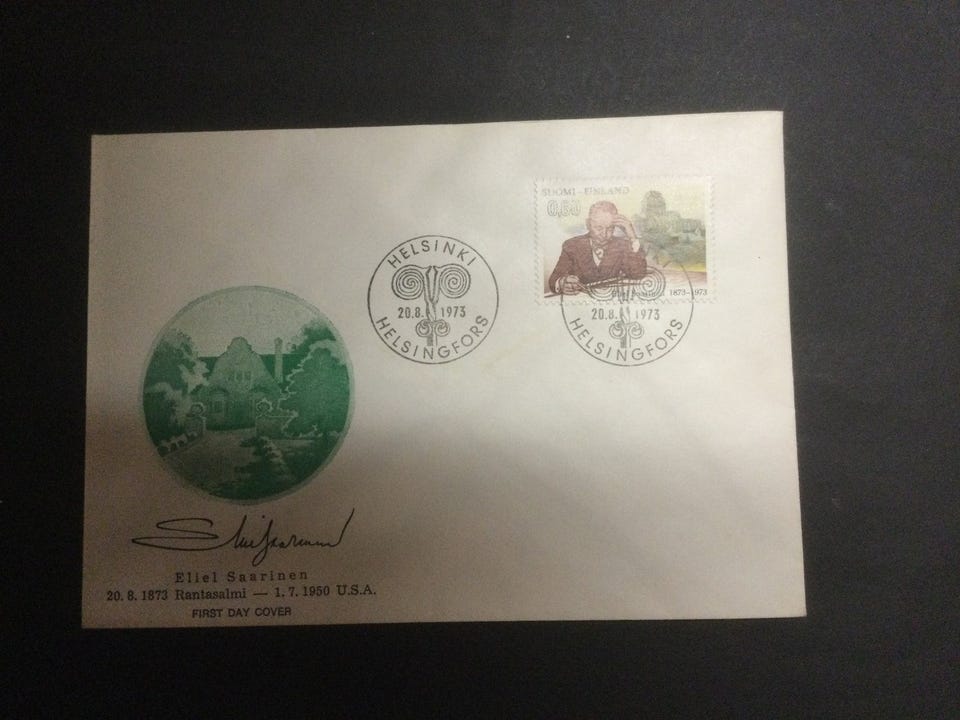 SUOMI–FINLAND
0,60
1873–1973
HELSINKI
20.8. 1973
HELSINGFORS
20.8. 1973
HELSINGFORS
Eliel Saarinen
20. 8. 1873 Rantasalmi — 1. 7. 1950 U.S.A.
FIRST DAY COVER